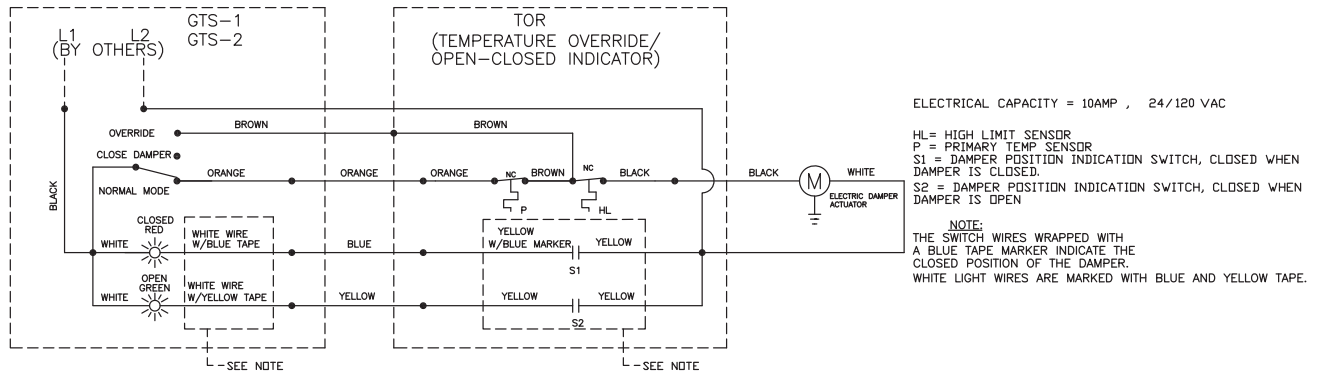 GTS-1
GTS-2
L1 L2
(BY OTHERS)
TOR
(TEMPERATURE OVERRIDE/
OPEN-CLOSED INDICATOR)
OVERRIDE
BROWN
BROWN
CLOSE DAMPER
NORMAL MODE
ORANGE
ORANGE
ORANGE
NC
BROWN
NC
BLACK
BLACK
M
WHITE
ELECTRIC DAMPER
ACTUATOR
P
HL
BLACK
CLOSED
RED
WHITE
WHITE WIRE
W/BLUE TAPE
BLUE
YELLOW
W/BLUE MARKER
YELLOW
S1
OPEN
GREEN
WHITE
WHITE WIRE
W/YELLOW TAPE
YELLOW
YELLOW
YELLOW
S2
SEE NOTE
SEE NOTE
ELECTRICAL CAPACITY = 10AMP , 24/120 VAC
HL= HIGH LIMIT SENSOR
P = PRIMARY TEMP SENSOR
S1 = DAMPER POSITION INDICATION SWITCH, CLOSED WHEN
DAMPER IS CLOSED.
S2 = DAMPER POSITION INDICATION SWITCH, CLOSED WHEN
DAMPER IS OPEN
NOTE:
THE SWITCH WIRES WRAPPED WITH
A BLUE TAPE MARKER INDICATE THE
CLOSED POSITION OF THE DAMPER.
WHITE LIGHT WIRES ARE MARKED WITH BLUE AND YELLOW TAPE.